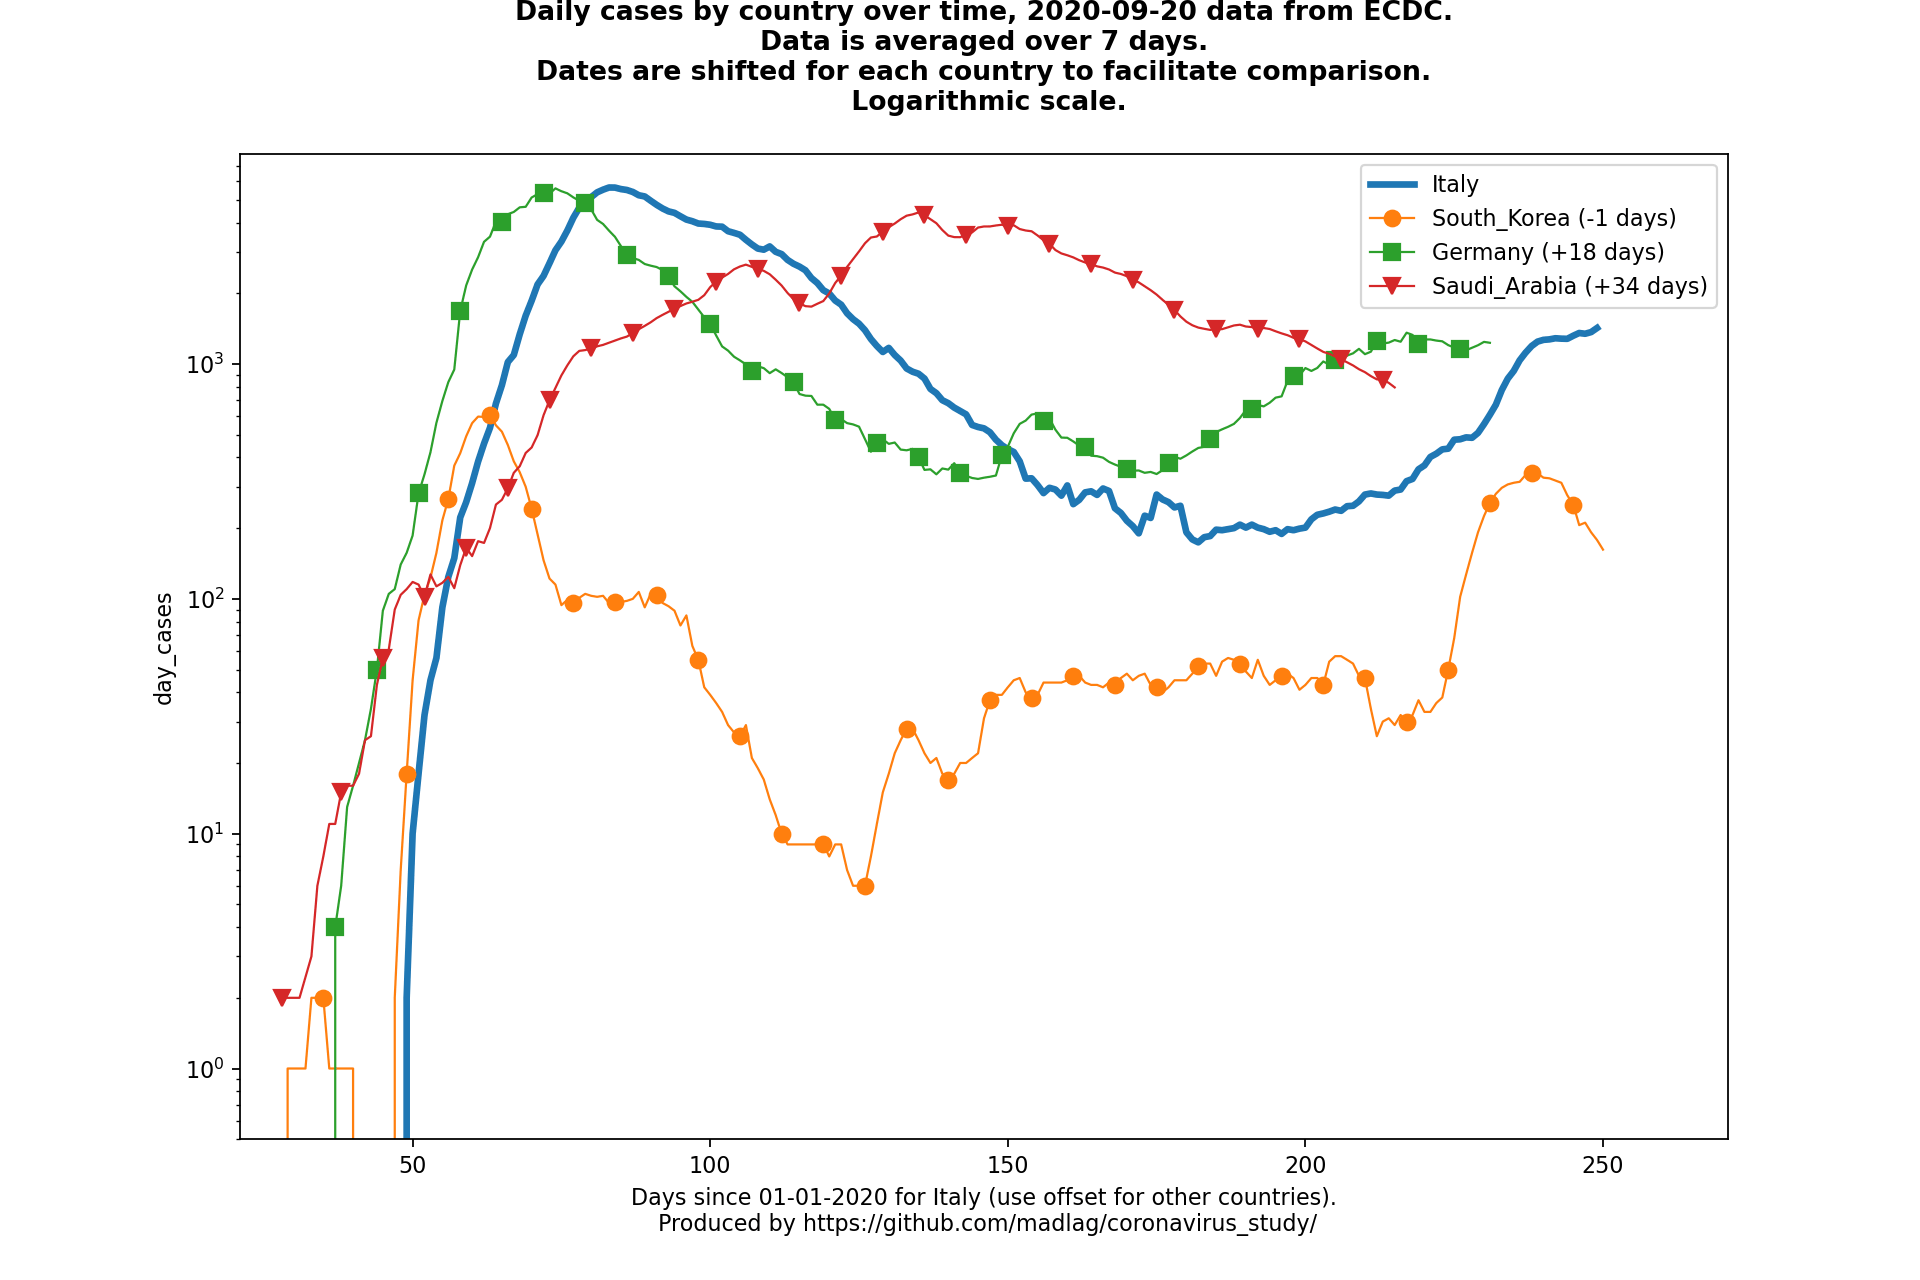 Daily cases by country over time, 2020-09-20 data from ECDC.
Data is averaged over 7 days.
Dates are shifted for each country to facilitate comparison.
Logarithmic scale.
Italy
South_Korea (-1 days)
Germany (+18 days)
Saudi_Arabia (+34 days)
day_cases
10³
10²
10¹
10⁰
50 100 150 200 250
Days since 01-01-2020 for Italy (use offset for other countries).
Produced by https://github.com/madlag/coronavirus_study/